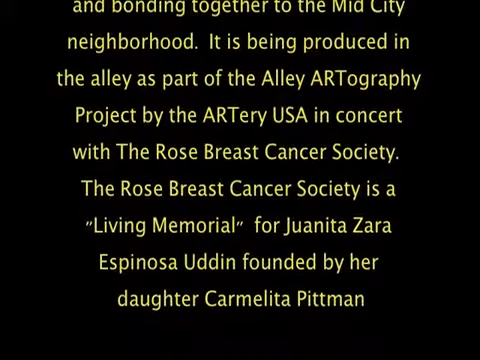 and bonding together to the Mid City
neighborhood.  It is being produced in
the alley as part of the Alley ARTography
Project by the ARTery USA in concert
with The Rose Breast Cancer Society.
The Rose Breast Cancer Society is a
"Living Memorial"  for Juanita Zara
Espinosa Uddin founded by her
daughter Carmelita Pittman